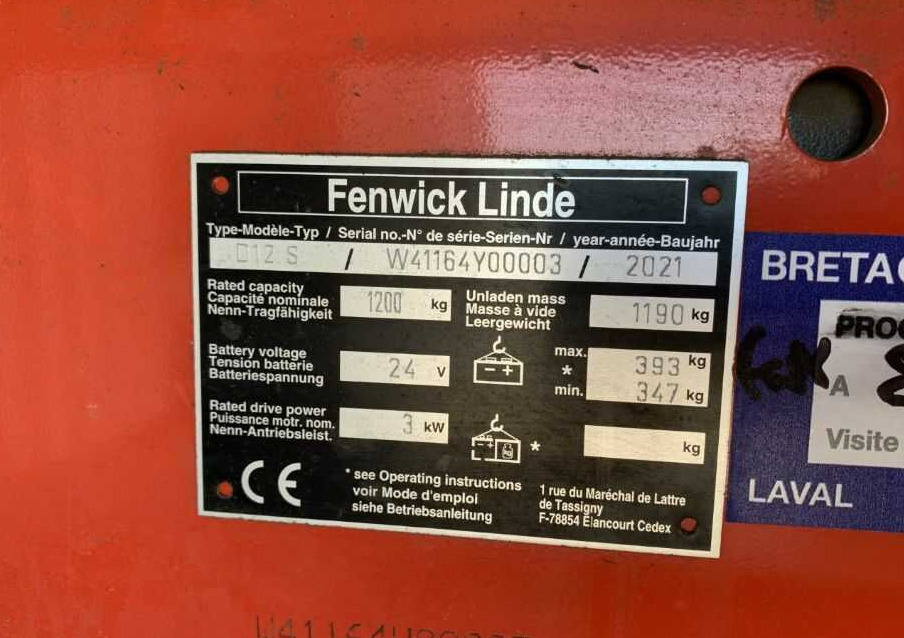 Fenwick Linde
Type-Modèle-Typ / Serial no.-N° de série-Serien-Nr / year-année-Baujahr
D12 S / W41164Y00003 / 2021
Rated capacity
Capacité nominale
Nenn-Tragfähigkeit
1200 kg
Unladen mass
Masse à vide
Leergewicht
1190 kg
Battery voltage
Tension batterie
Batteriespannung
24 V
- +
max. 393 kg
*
min. 347 kg
Rated drive power
Puissance motr. nom.
Nenn-Antriebsleist.
3 kW
- +
kg
*
kg
CE
* see Operating instructions
voir Mode d'emploi
siehe Betriebsanleitung
1 rue du Maréchal de Lattre
de Tassigny
F-78854 Elancourt Cedex
BRETA
PRO
A
Visite
LAVAL